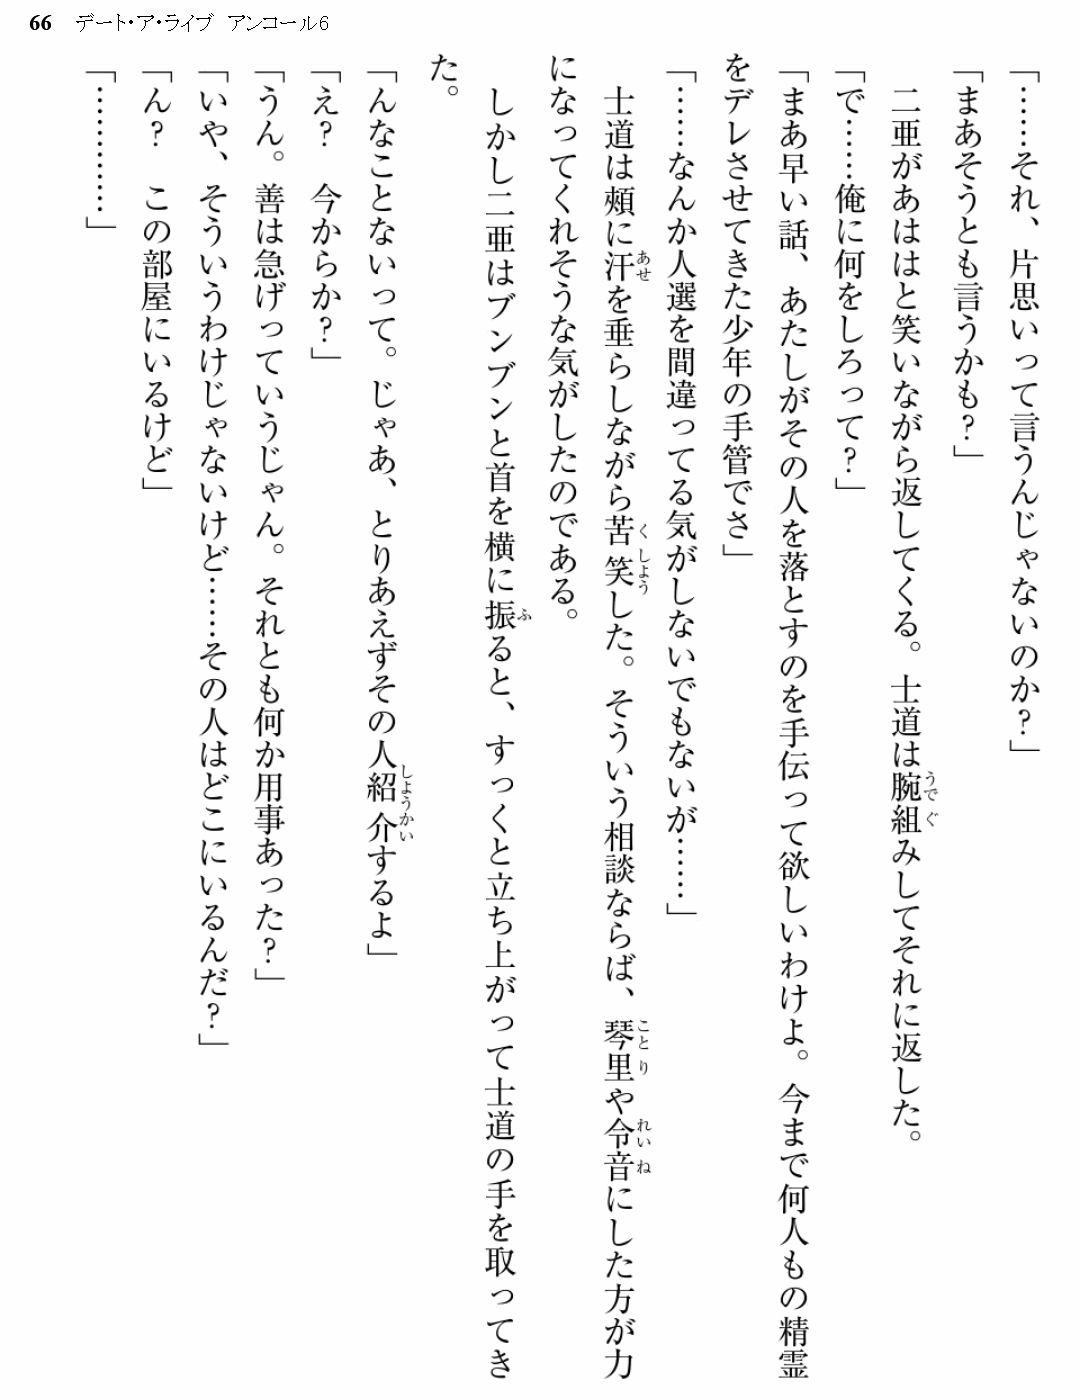 66 デート・ア・ライブ アンコール6
「……それ、片思いって言うんじゃないのか？」
「まあそうとも言うかも？」
二亜があははと笑いながら返してくる。士道は腕組みしてそれに返した。
「で……俺に何をしろって？」
「まあ早い話、あたしがその人を落とすのを手伝って欲しいわけよ。今まで何人もの精霊
をデレさせてきた少年の手管でさ」
「……なんか人選を間違ってる気がしないでもないが……」
士道は頬に汗を垂らしながら苦笑した。そういう相談ならば、琴里や令音にした方が力
になってくれそうな気がしたのである。
しかし二亜はブンブンと首を横に振ると、すっくと立ち上がって士道の手を取ってき
た。
「んなことないって。じゃあ、とりあえずその人紹介するよ」
「え？　今からか？」
「うん。善は急げっていうじゃん。それとも何か用事あった？」
「いや、そういうわけじゃないけど……その人はどこにいるんだ？」
「ん？　この部屋にいるけど」
「…………」